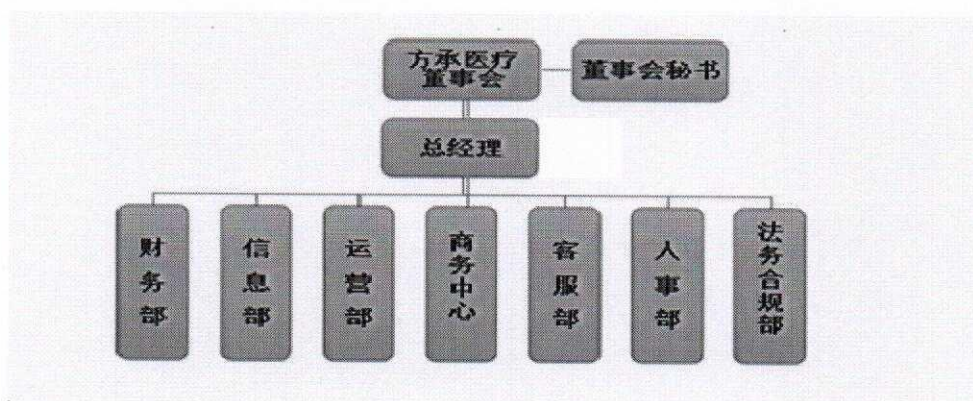 方承医疗
董事会
董事会秘书
总经理
财务部
信息部
运营部
商务中心
客服部
人事部
法务合规部